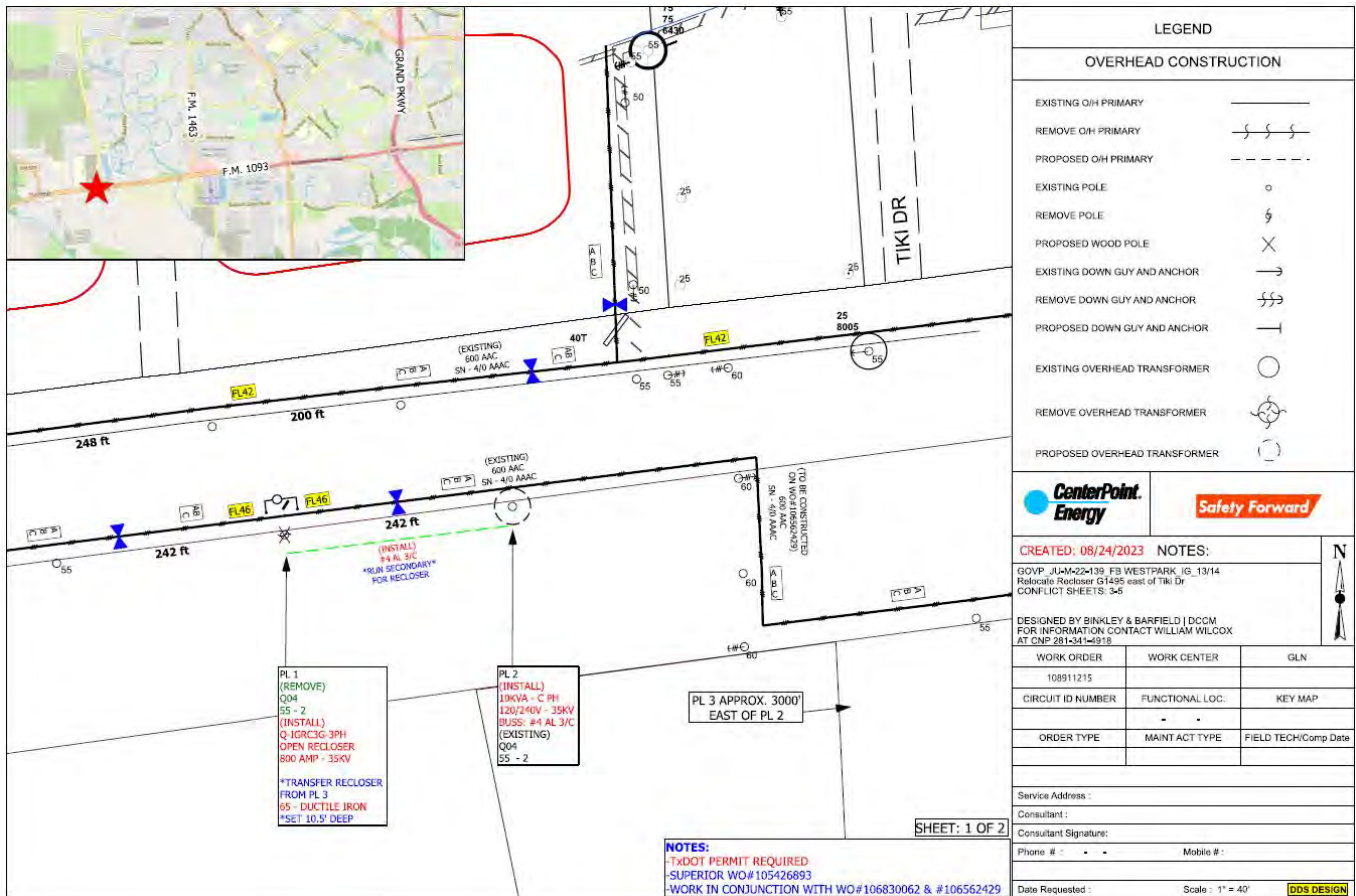 GRAND PKWY
F.M. 1463
F.M. 1093
75
75
6430
55
55
55
50
25
25
25
TIKI DR
A
B
C
50
40T
25
8005
FL42
55
(EXISTING)
600 AAC
SN - 4/0 AAAC
AB
C
A B C
FL42
55
55
60
200 ft
248 ft
(EXISTING)
600 AAC
SN - 4/0 AAAC
A B C
FL46
FL46
AB
C
A B C
242 ft
242 ft
55
60
(TO BE CONSTRUCTED
ON WO#106562429)
600 AAC
SN - 4/0 AAAC
(INSTALL)
#4 AL 3/C
*RUN SECONDARY*
FOR RECLOSER
60
A
B
C
A B C
55
60
PL 1
(REMOVE)
Q04
55 - 2
(INSTALL)
Q-IGRC3G-3PH
OPEN RECLOSER
800 AMP - 35KV
*TRANSFER RECLOSER
FROM PL 3
65 - DUCTILE IRON
*SET 10.5' DEEP
PL 2
(INSTALL)
10KVA - C PH
120/240V - 35KV
BUSS: #4 AL 3/C
(EXISTING)
Q04
55 - 2
PL 3 APPROX. 3000'
EAST OF PL 2
SHEET: 1 OF 2
NOTES:
-TxDOT PERMIT REQUIRED
-SUPERIOR WO#105426893
-WORK IN CONJUNCTION WITH WO#106830062 & #106562429
LEGEND
OVERHEAD CONSTRUCTION
EXISTING O/H PRIMARY
REMOVE O/H PRIMARY
PROPOSED O/H PRIMARY
EXISTING POLE
REMOVE POLE
PROPOSED WOOD POLE
EXISTING DOWN GUY AND ANCHOR
REMOVE DOWN GUY AND ANCHOR
PROPOSED DOWN GUY AND ANCHOR
EXISTING OVERHEAD TRANSFORMER
REMOVE OVERHEAD TRANSFORMER
PROPOSED OVERHEAD TRANSFORMER
CenterPoint.
Energy
Safety Forward
CREATED: 08/24/2023 NOTES:
N
GOVP_JU-M-22-139_FB WESTPARK_IG_13/14
Relocate Recloser G1495 east of Tiki Dr
CONFLICT SHEETS: 3-5
DESIGNED BY BINKLEY & BARFIELD | DCCM
FOR INFORMATION CONTACT WILLIAM WILCOX
AT CNP 281-341-4918
WORK ORDER WORK CENTER GLN
108911215
CIRCUIT ID NUMBER FUNCTIONAL LOC. KEY MAP
- -
ORDER TYPE MAINT ACT TYPE FIELD TECH/Comp Date
Service Address :
Consultant :
Consultant Signature:
Phone # : - - Mobile # :
Date Requested : Scale : 1" = 40' DDS DESIGN